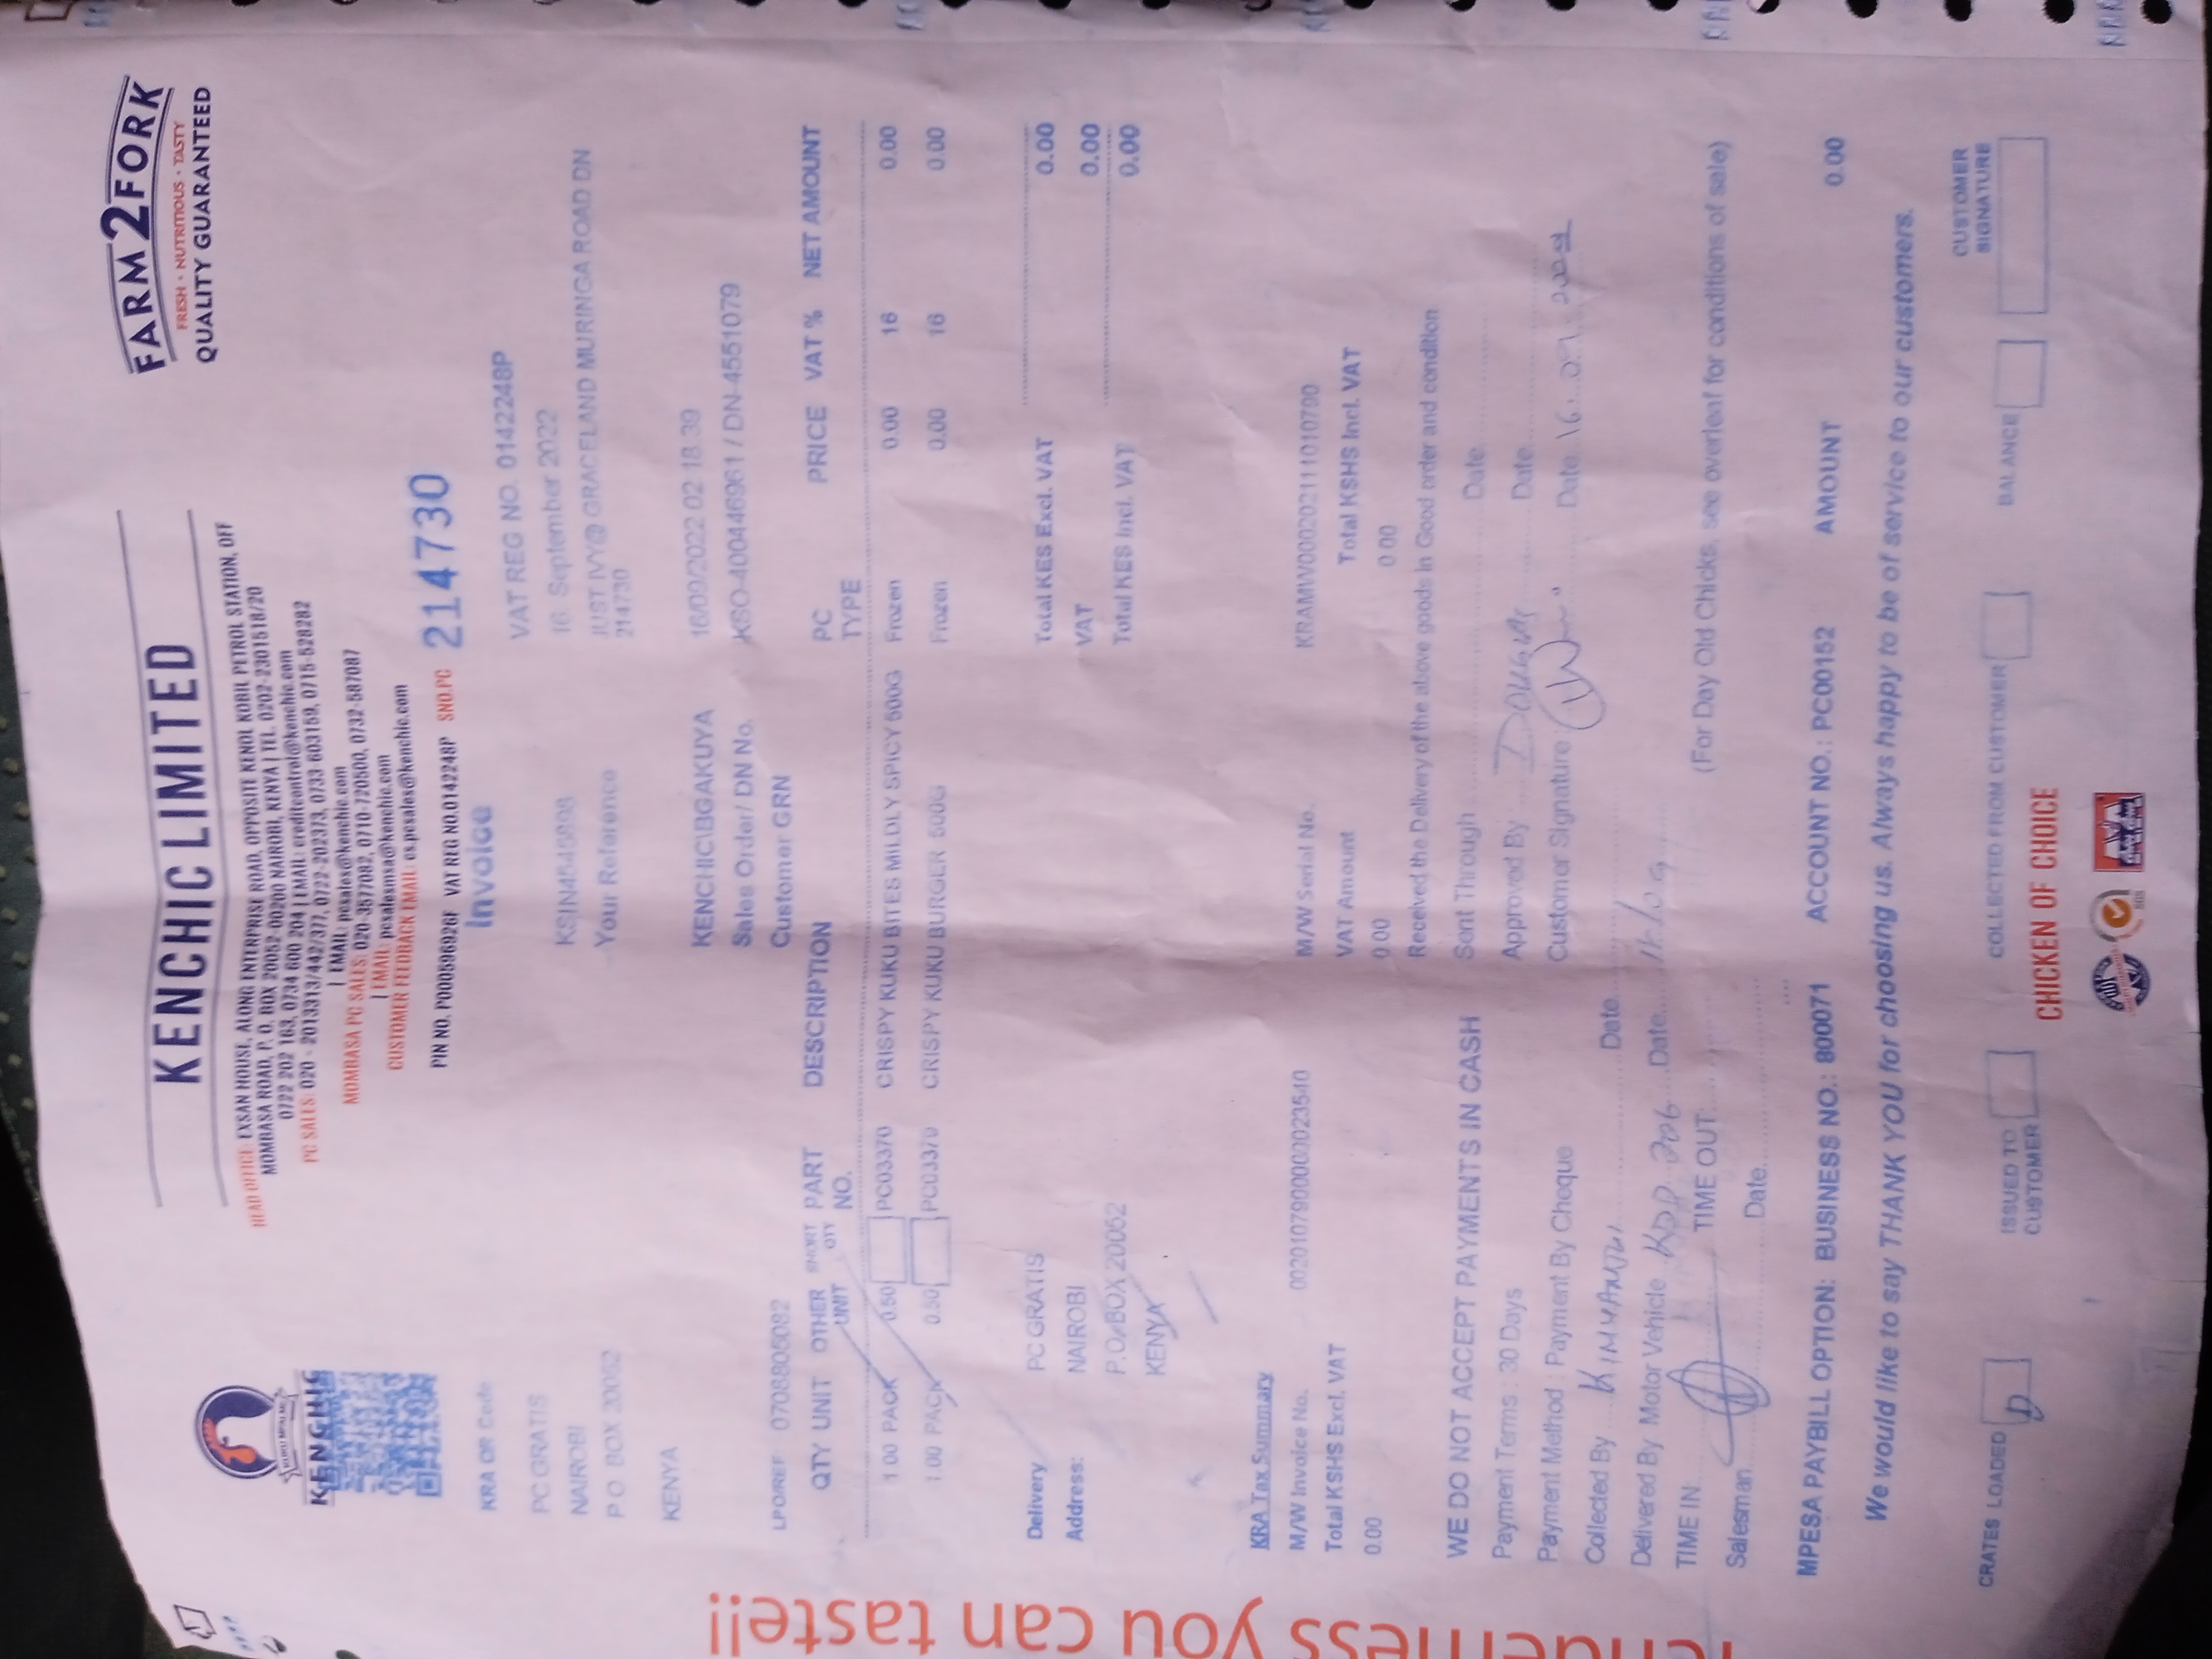 KENCHIC
KUKU MPAKA NYUMBANI
KENCHIC LIMITED
FARM2FORK
FRESH • NUTRITIOUS • TASTY
QUALITY GUARANTEED
HEAD OFFICE: EXSAN HOUSE, ALONG ENTERPRISE ROAD, OPPOSITE KENOL KOBIL PETROL STATION, OFF
MOMBASA ROAD, P. O. BOX 20052-00200 NAIROBI, KENYA | TEL. 0202-2301518/20
0722 202 163, 0734 600 204 | EMAIL: creditcontrol@kenchic.com
PC SALES: 020 - 2013313/442/377, 0722-202373, 0733 603159, 0715-528282
| EMAIL: pcsales@kenchic.com
MOMBASA PC SALES: 020-3577092, 0710-720500, 0732-587087
| EMAIL: pcsalesmsa@kenchic.com
CUSTOMER FEEDBACK EMAIL: cs.pcsales@kenchic.com
PIN NO. P000596926F VAT REG NO.0142248P SNO.PC 214730
Invoice
KRA QR Code
VAT REG NO. 0142248P
PC GRATIS
16 September 2022
NAIROBI
Your Reference
JUST IVY@ GRACELAND MURINGA ROAD DN
214730
P O BOX 20052
KENYA
KENCHIC\BGAKUYA
16/09/2022 02 18 39
Sales Order/ DN No.
KSO-400446961 / DN-4551079
Customer GRN
LPO/REF 0708805082
QTY UNIT OTHER UNIT SHORT QTY PART NO. DESCRIPTION PC TYPE PRICE VAT % NET AMOUNT
1.00 PACK 0.50 PC03370 CRISPY KUKU BITES MILDLY SPICY 500G Frozen 0.00 16 0.00
1.00 PACK 0.50 PC03370 CRISPY KUKU BURGER 500G Frozen 0.00 16 0.00
Delivery Address:
PC GRATIS
NAIROBI
P.O. BOX 20052
KENYA
Total KES Excl. VAT 0.00
VAT 0.00
Total KES Incl. VAT 0.00
KRA Tax Summary
M/W Invoice No. 0020107900000023540 M/W Serial No. KRAMW000202111010790
Total KSHS Excl. VAT VAT Amount Total KSHS Incl. VAT
0.00 0.00 0.00
Received the Delivery of the above goods in Good order and condition
WE DO NOT ACCEPT PAYMENTS IN CASH
Sent Through Date
Payment Terms : 30 Days
Approved By Date
Payment Method : Payment By Cheque
Customer Signature Date 16.09.
Collected By KIMANTHI Date
Delivered By Motor Vehicle KDD 206 Date 16/09
TIME IN TIME OUT:
(For Day Old Chicks, see overleaf for conditions of sale)
Salesman Date
MPESA PAYBILL OPTION: BUSINESS NO.: 800071 ACCOUNT NO.: PC00152 AMOUNT 0.00
We would like to say THANK YOU for choosing us. Always happy to be of service to our customers.
CRATES LOADED
ISSUED TO CUSTOMER
COLLECTED FROM CUSTOMER
BALANCE
CUSTOMER SIGNATURE
CHICKEN OF CHOICE
you can taste!!